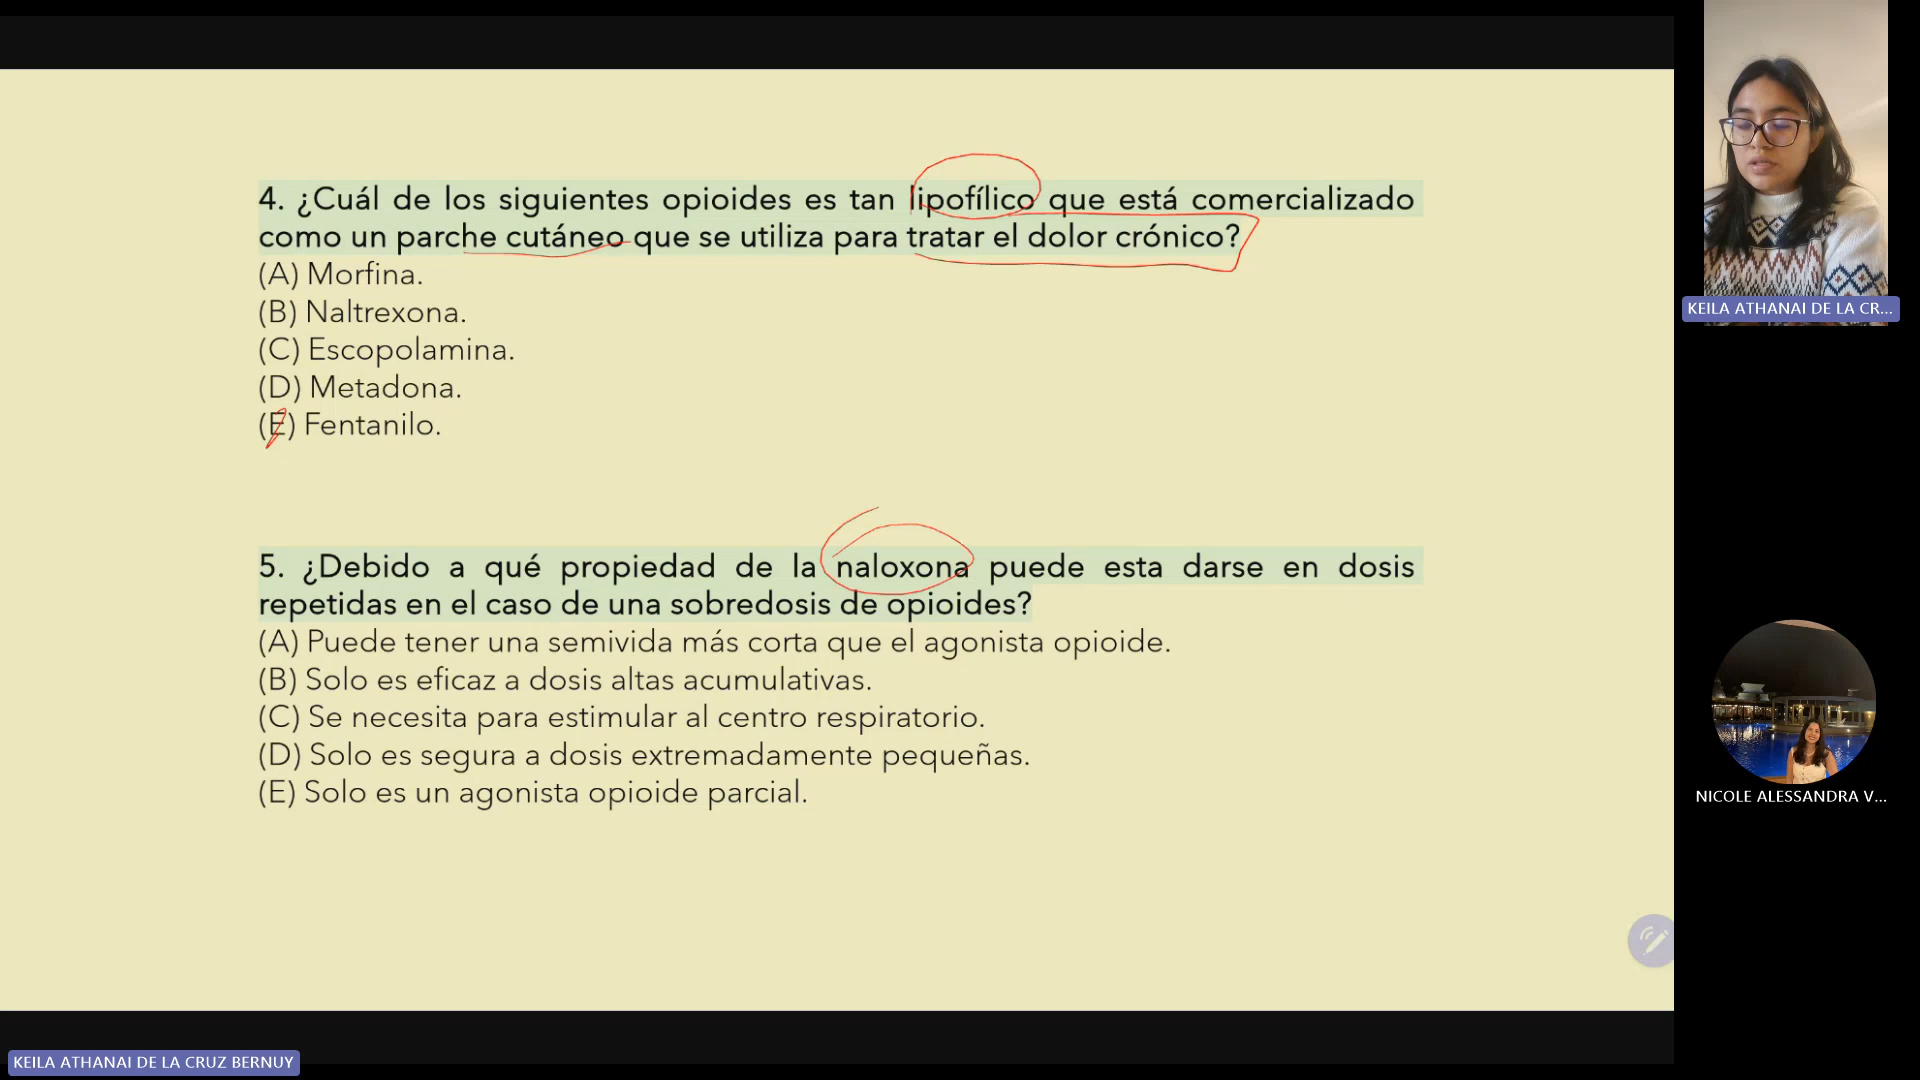 4. ¿Cuál de los siguientes opioides es tan lipofílico que está comercializado
como un parche cutáneo que se utiliza para tratar el dolor crónico?
(A) Morfina.
(B) Naltrexona.
(C) Escopolamina.
(D) Metadona.
(E) Fentanilo.
5. ¿Debido a qué propiedad de la naloxona puede esta darse en dosis
repetidas en el caso de una sobredosis de opioides?
(A) Puede tener una semivida más corta que el agonista opioide.
(B) Solo es eficaz a dosis altas acumulativas.
(C) Se necesita para estimular al centro respiratorio.
(D) Solo es segura a dosis extremadamente pequeñas.
(E) Solo es un agonista opioide parcial.
KEILA ATHANAI DE LA CR...
NICOLE ALESSANDRA V...
KEILA ATHANAI DE LA CRUZ BERNUY